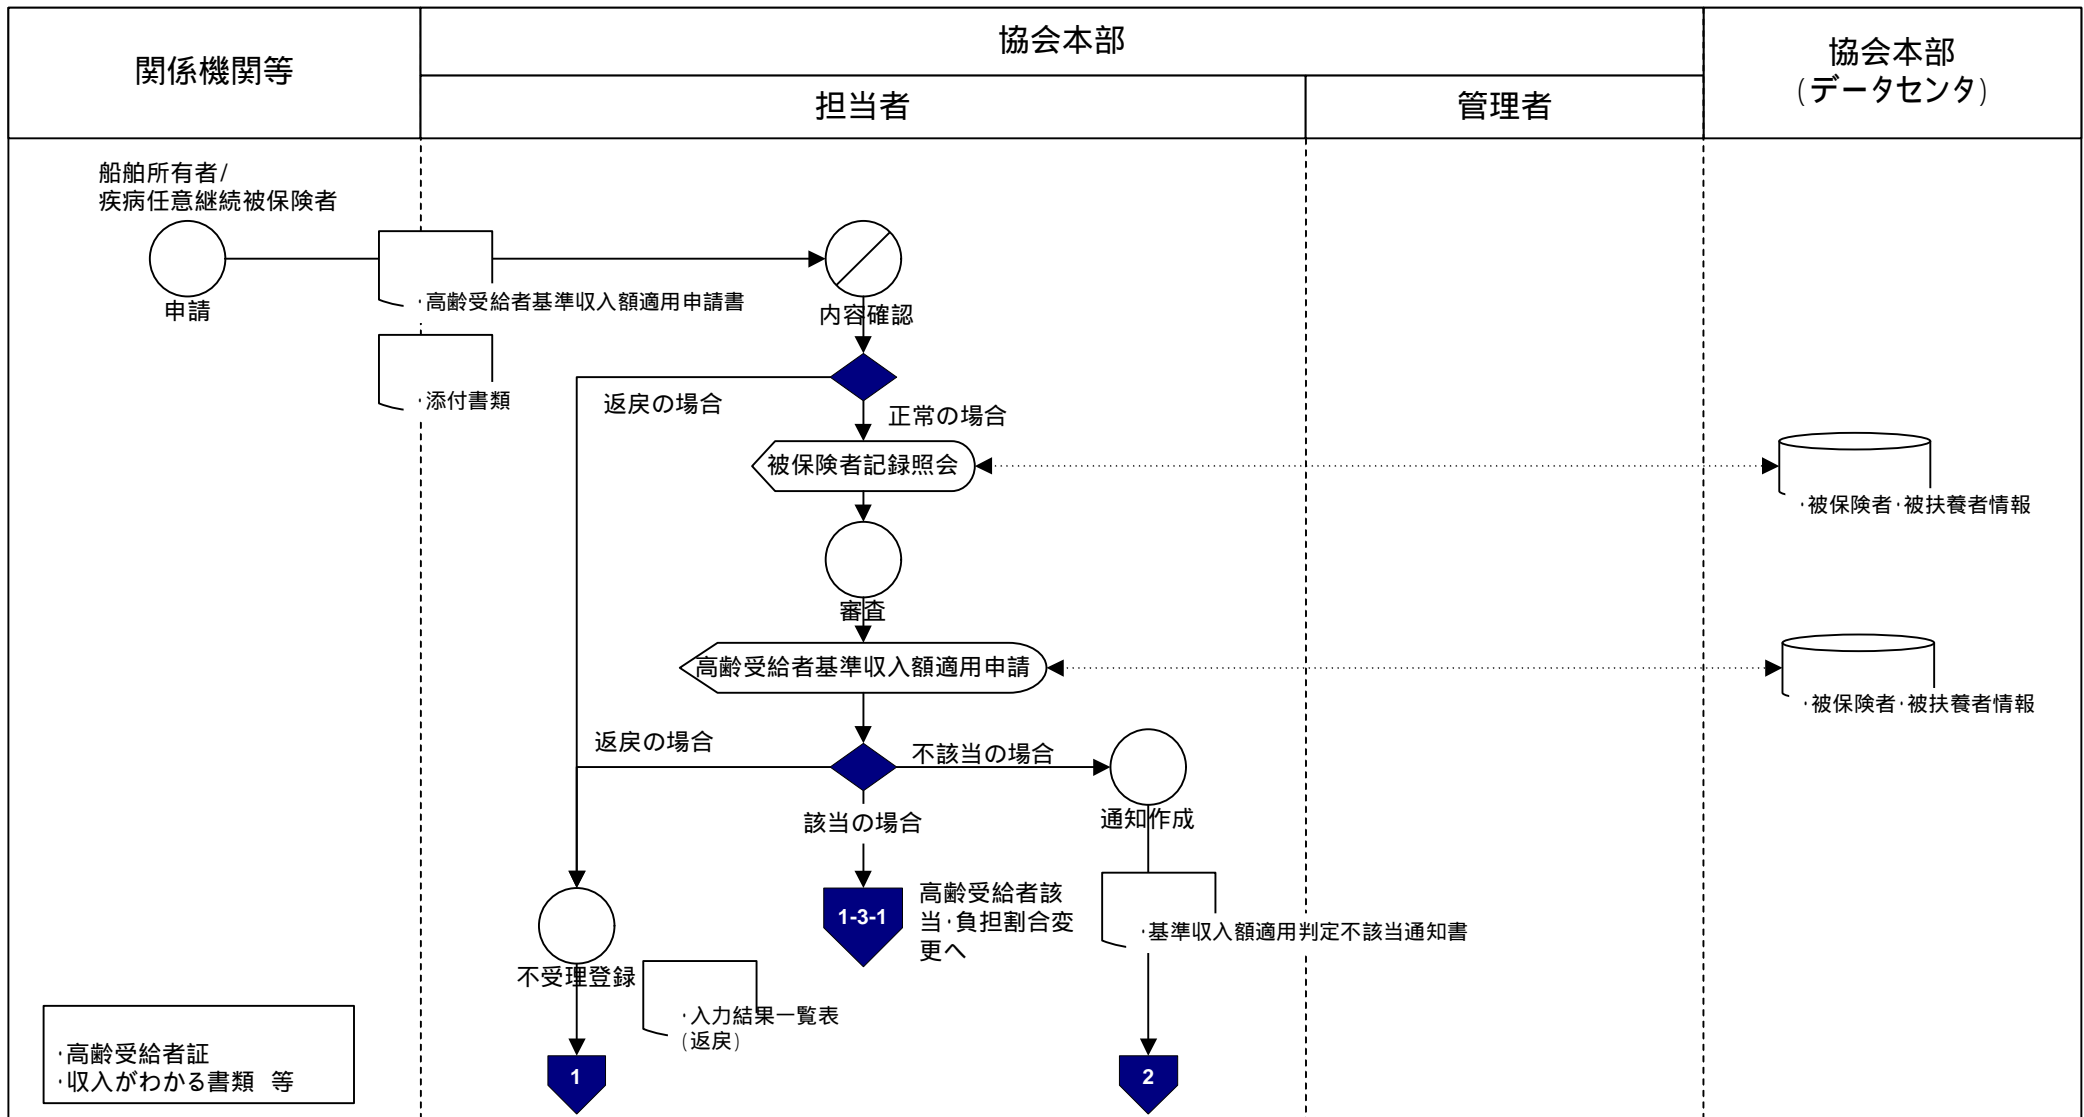 関係機関等
協会本部
協会本部
(データセンタ)
担当者
管理者
船舶所有者/
疾病任意継続被保険者
申請
・高齢受給者基準収入額適用申請書
内容確認
・添付書類
返戻の場合
正常の場合
被保険者記録照会
・被保険者・被扶養者情報
審査
高齢受給者基準収入額適用申請
・被保険者・被扶養者情報
返戻の場合
不該当の場合
該当の場合
通知作成
1-3-1
高齢受給者該
当・負担割合変
更へ
・基準収入額適用判定不該当通知書
不受理登録
・入力結果一覧表
(返戻)
・高齢受給者証
・収入がわかる書類 等
1
2